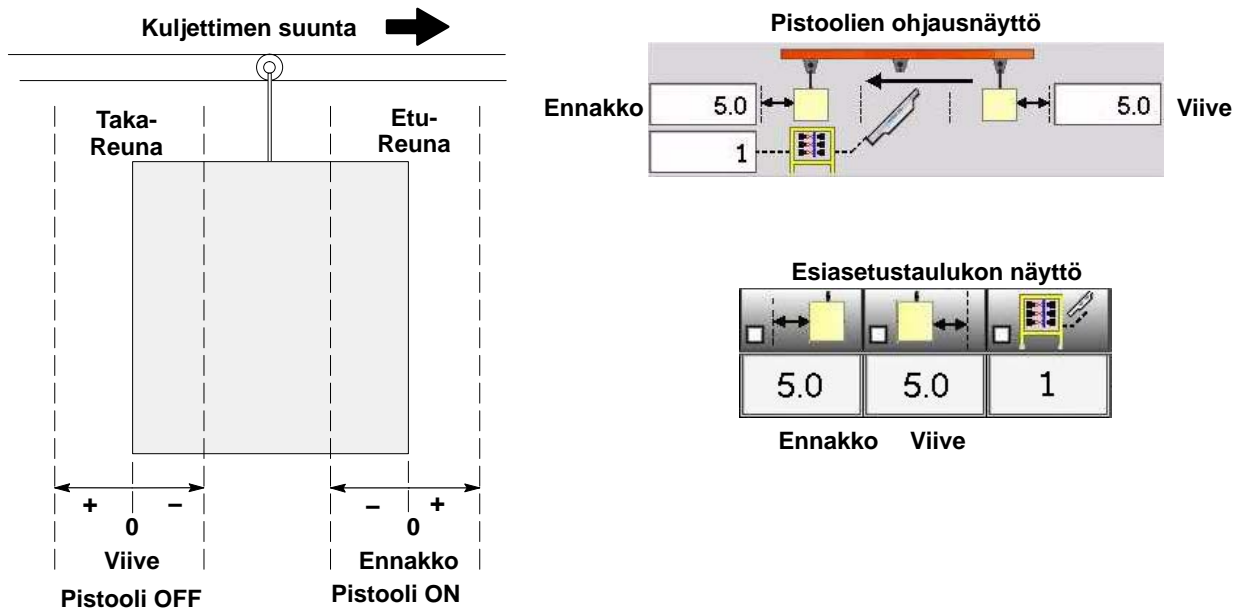 Kuljettimen suunta
Taka-
Reuna
Etu-
Reuna
+ –
0
Viive
Pistooli OFF
– +
0
Ennakko
Pistooli ON
Pistoolien ohjausnäyttö
Ennakko 5.0 5.0 Viive
1
Esiasetustaulukon näyttö
5.0 5.0 1
Ennakko Viive